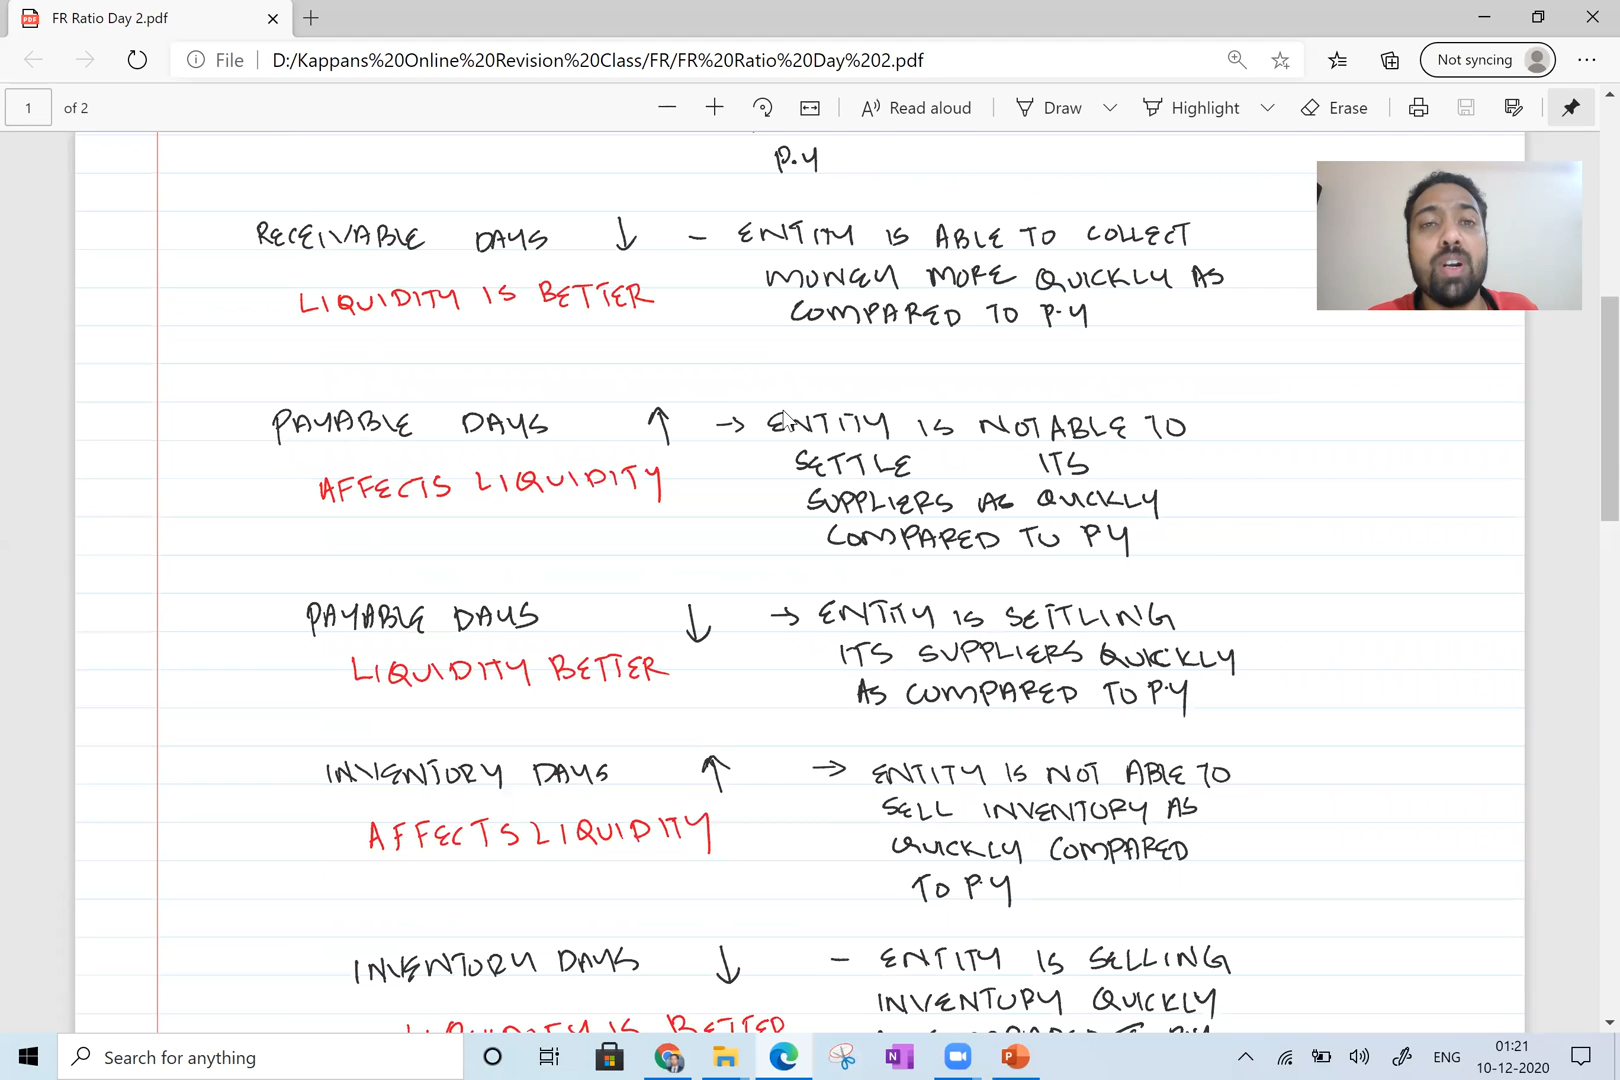 FR Ratio Day 2.pdf
File D:/Kappans%20Online%20Revision%20Class/FR/FR%20Ratio%20Day%202.pdf
Not syncing
1 of 2
Read aloud
Draw
Highlight
Erase
P.Y
RECEIVABLE DAYS ↓ – ENTITY IS ABLE TO COLLECT
LIQUIDITY IS BETTER MONEY MORE QUICKLY AS
COMPARED TO P.Y
PAYABLE DAYS ↑ → ENTITY IS NOT ABLE TO
AFFECTS LIQUIDITY SETTLE ITS
SUPPLIERS AS QUICKLY
COMPARED TO PY
PAYABLE DAYS ↓ → ENTITY IS SETTLING
LIQUIDITY BETTER ITS SUPPLIERS QUICKLY
AS COMPARED TO P.Y
INVENTORY DAYS ↑ → ENTITY IS NOT ABLE TO
AFFECTS LIQUIDITY SELL INVENTORY AS
QUICKLY COMPARED
TO P.Y
INVENTORY DAYS ↓ – ENTITY IS SELLING
INVENTORY QUICKLY
LIQUIDITY IS BETTER
Search for anything
ENG
01:21
10-12-2020